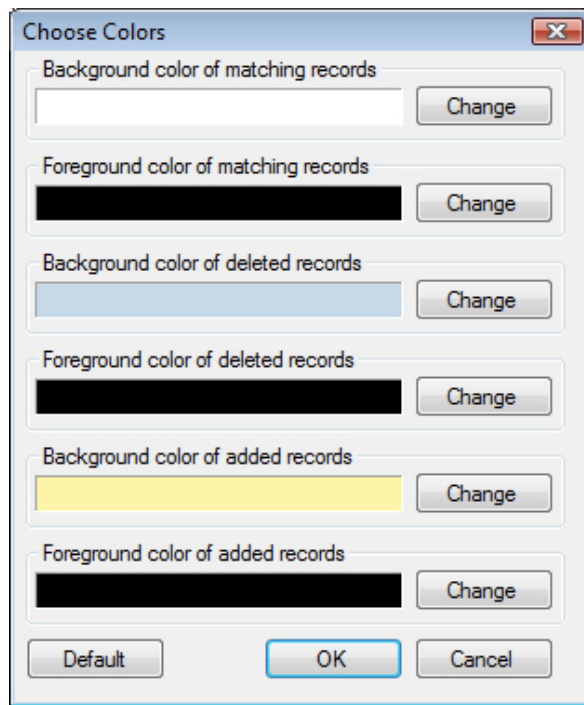 Choose Colors
Background color of matching records
Change
Foreground color of matching records
Change
Background color of deleted records
Change
Foreground color of deleted records
Change
Background color of added records
Change
Foreground color of added records
Change
Default OK Cancel